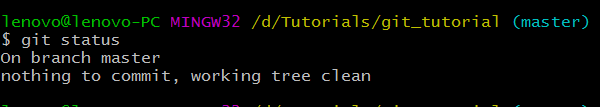 lenovo@lenovo-PC MINGW32 /d/Tutorials/git_tutorial (master)
$ git status
On branch master
nothing to commit, working tree clean